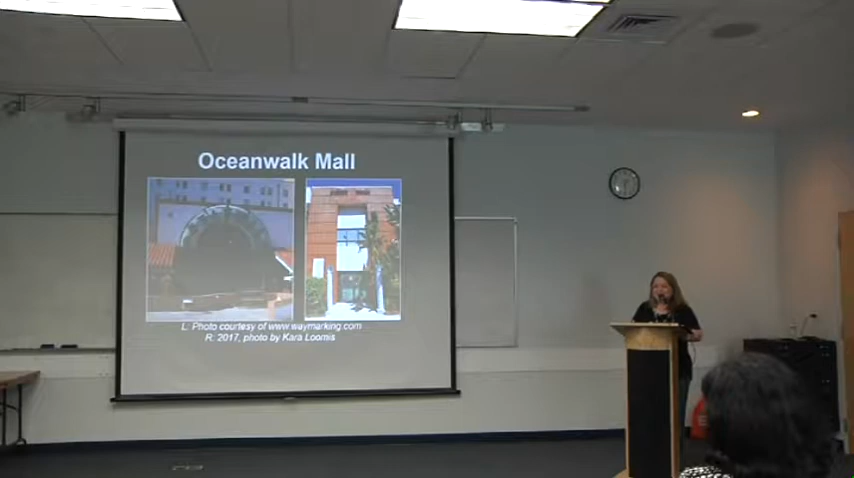 Oceanwalk Mall
L. Photo courtesy of www.waymarking.com
R. 2017, photo by Kara Loomis